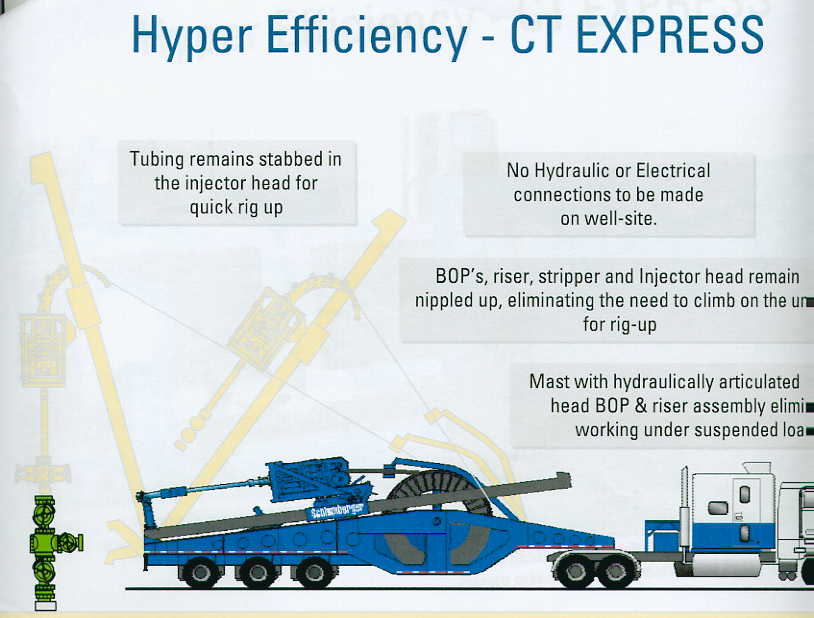 Hyper Efficiency - CT EXPRESS
Tubing remains stabbed in
the injector head for
quick rig up
No Hydraulic or Electrical
connections to be made
on well-site.
BOP's, riser, stripper and Injector head remain
nippled up, eliminating the need to climb on the
for rig-up
Mast with hydraulically articulated
head BOP & riser assembly
working under suspended
Schlumberger